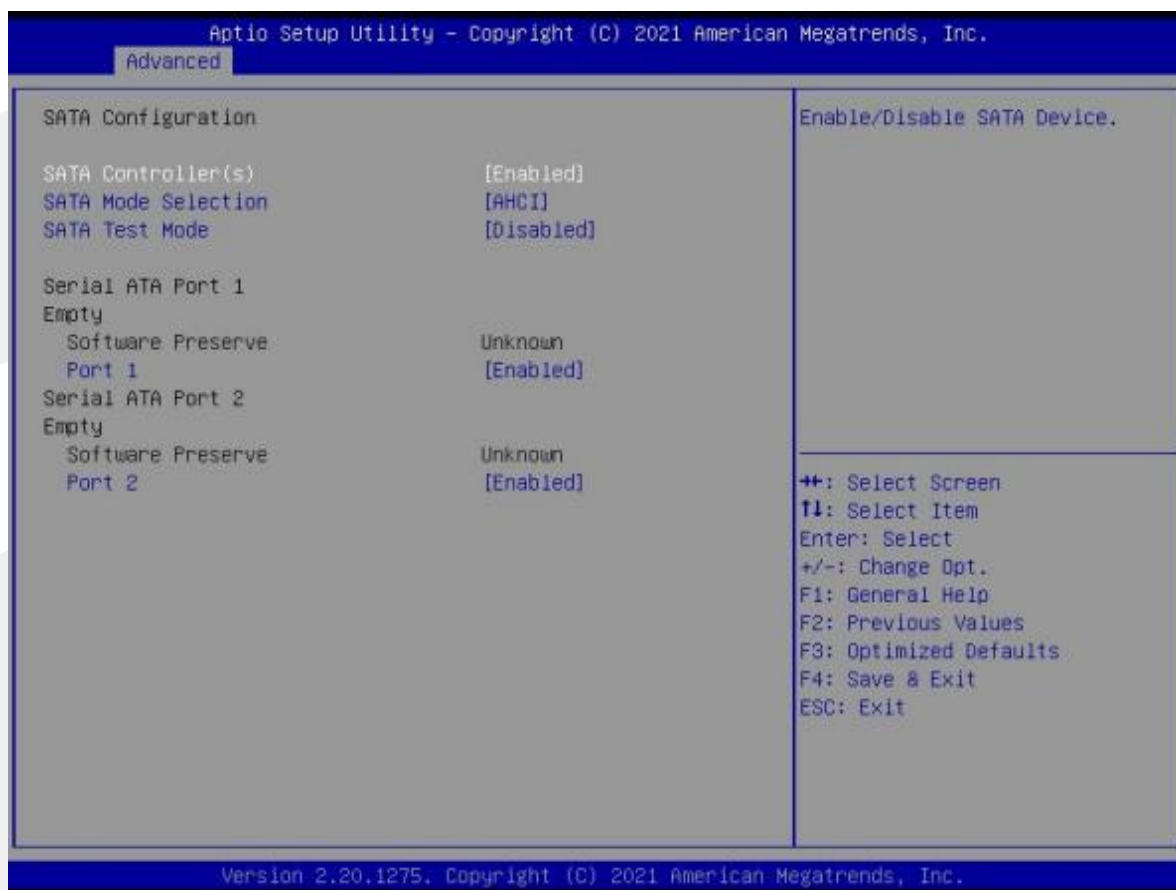 Aptio Setup Utility - Copyright (C) 2021 American Megatrends, Inc.
Advanced
SATA Configuration
SATA Controller(s) [Enabled]
SATA Mode Selection [AHCI]
SATA Test Mode [Disabled]
Serial ATA Port 1
Empty
Software Preserve Unknown
Port 1 [Enabled]
Serial ATA Port 2
Empty
Software Preserve Unknown
Port 2 [Enabled]
Enable/Disable SATA Device.
→←: Select Screen
↑↓: Select Item
Enter: Select
+/-: Change Opt.
F1: General Help
F2: Previous Values
F3: Optimized Defaults
F4: Save & Exit
ESC: Exit
Version 2.20.1275. Copyright (C) 2021 American Megatrends, Inc.